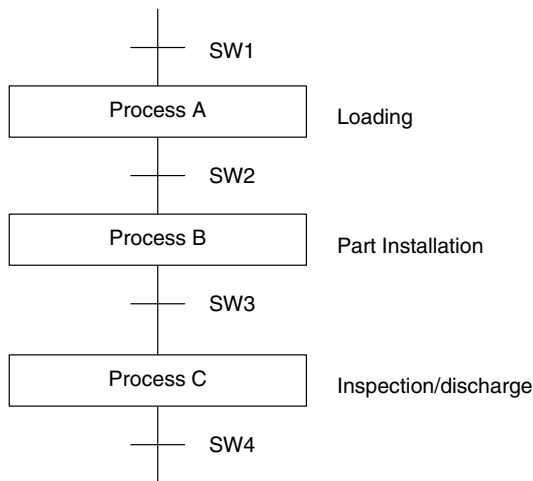 SW1
Process A
Loading
SW2
Process B
Part Installation
SW3
Process C
Inspection/discharge
SW4